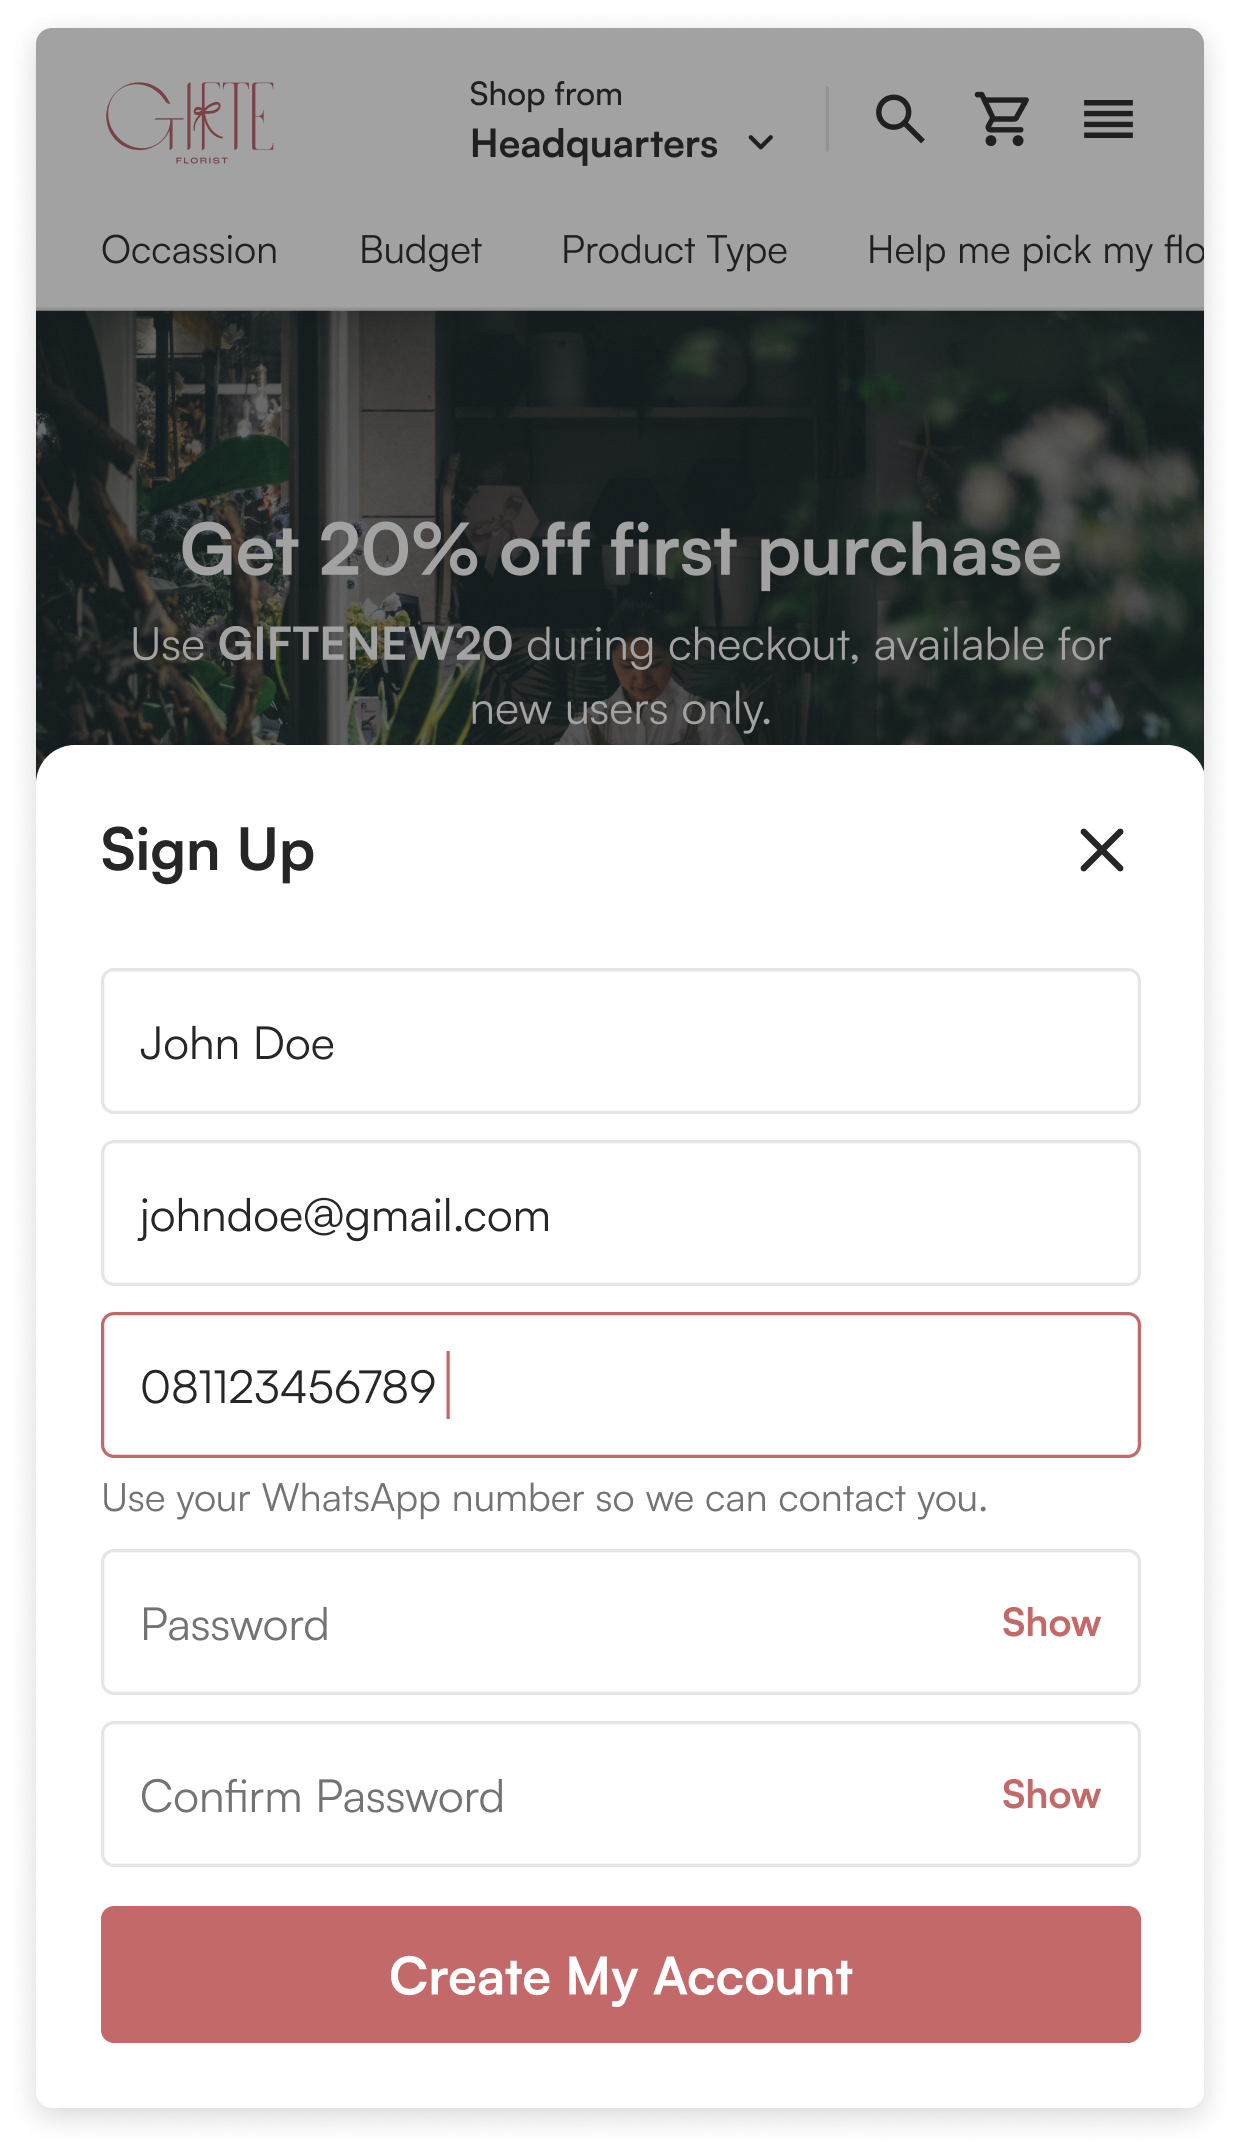 GIFTE
FLORIST
Shop from
Headquarters
Occassion Budget Product Type Help me pick my flo
Get 20% off first purchase
Use GIFTENEW20 during checkout, available for
new users only.
Sign Up
John Doe
johndoe@gmail.com
081123456789
Use your WhatsApp number so we can contact you.
Password Show
Confirm Password Show
Create My Account